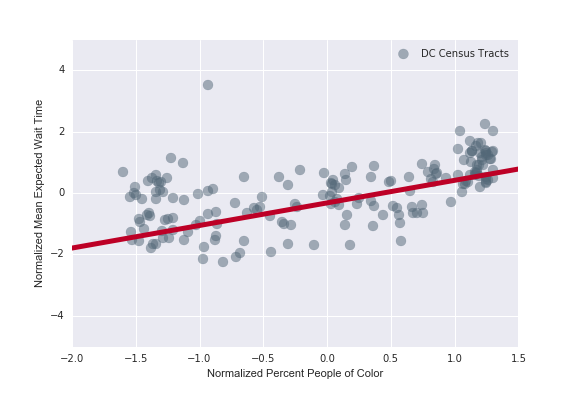 DC Census Tracts
4
2
0
−2
−4
Normalized Mean Expected Wait Time
−2.0 −1.5 −1.0 −0.5 0.0 0.5 1.0 1.5
Normalized Percent People of Color